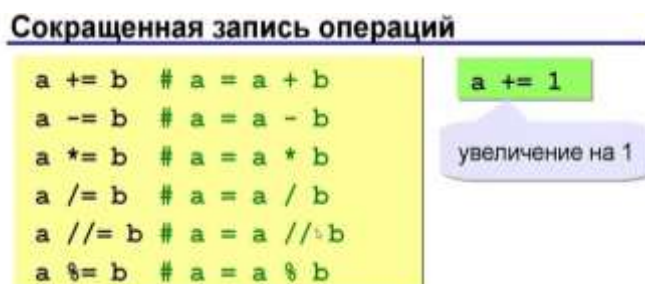 Сокращенная запись операций
a += b # a = a + b
a -= b # a = a - b
a *= b # a = a * b
a /= b # a = a / b
a //= b # a = a // b
a %= b # a = a % b
a += 1
увеличение на 1